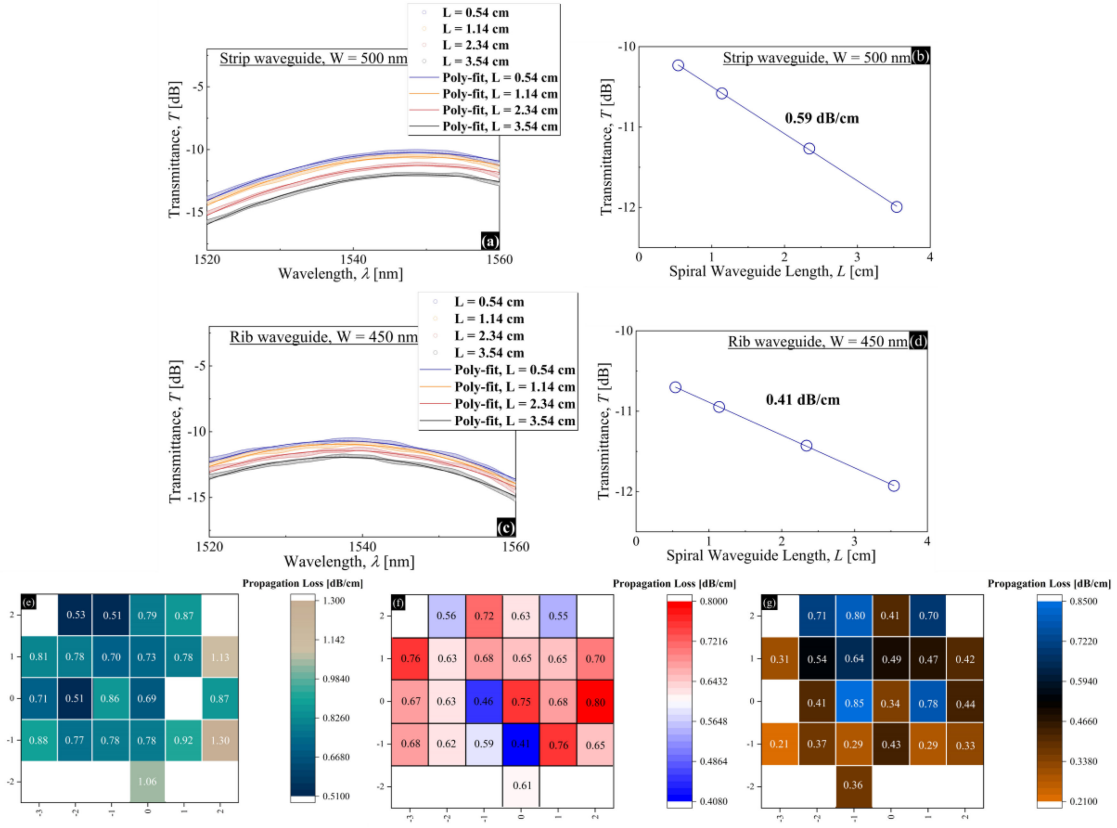 L = 0.54 cm
L = 1.14 cm
L = 2.34 cm
L = 3.54 cm
Poly-fit, L = 0.54 cm
Poly-fit, L = 1.14 cm
Poly-fit, L = 2.34 cm
Poly-fit, L = 3.54 cm
Strip waveguide, W = 500 nm
Transmittance, T [dB]
-5
-10
-15
(a)
1520
1540
1560
Wavelength, λ [nm]
Strip waveguide, W = 500 nm
(b)
0.59 dB/cm
Transmittance, T [dB]
-10
-11
-12
0
1
2
3
4
Spiral Waveguide Length, L [cm]
L = 0.54 cm
L = 1.14 cm
L = 2.34 cm
L = 3.54 cm
Poly-fit, L = 0.54 cm
Poly-fit, L = 1.14 cm
Poly-fit, L = 2.34 cm
Poly-fit, L = 3.54 cm
Rib waveguide, W = 450 nm
Transmittance, T [dB]
-5
-10
-15
(c)
1520
1540
1560
Wavelength, λ [nm]
Rib waveguide, W = 450 nm
(d)
0.41 dB/cm
Transmittance, T [dB]
-10
-11
-12
0
1
2
3
4
Spiral Waveguide Length, L [cm]
(e)
Propagation Loss [dB/cm]
2 0.53 0.51 0.79 0.87
1 0.81 0.78 0.70 0.73 0.78 1.13
0 0.71 0.51 0.86 0.69 0.87
-1 0.88 0.77 0.78 0.78 0.92 1.30
-2 1.06
-3 -2 -1 0 1 2
1.300
1.142
0.9840
0.8260
0.6680
0.5100
(f)
Propagation Loss [dB/cm]
2 0.56 0.72 0.63 0.55
1 0.76 0.63 0.68 0.65 0.65 0.70
0 0.67 0.63 0.46 0.75 0.68 0.80
-1 0.68 0.62 0.59 0.41 0.76 0.65
-2 0.61
-3 -2 -1 0 1 2
0.8000
0.7216
0.6432
0.5648
0.4864
0.4080
(g)
Propagation Loss [dB/cm]
2 0.71 0.80 0.41 0.70
1 0.31 0.54 0.64 0.49 0.47 0.42
0 0.41 0.85 0.34 0.78 0.44
-1 0.21 0.37 0.29 0.43 0.29 0.33
-2 0.36
-3 -2 -1 0 1 2
0.8500
0.7220
0.5940
0.4660
0.3380
0.2100